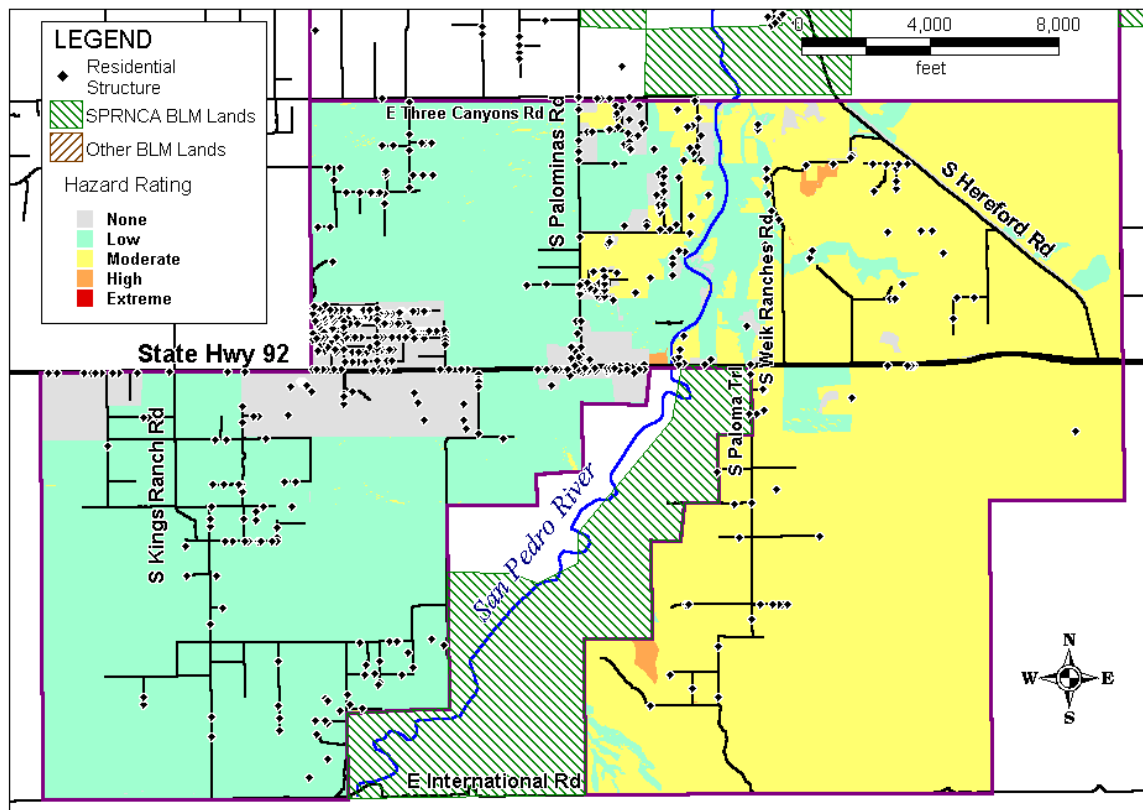 LEGEND
Residential
Structure
SPRNCA BLM Lands
Other BLM Lands
Hazard Rating
None
Low
Moderate
High
Extreme
0 4,000 8,000
feet
E Three Canyons Rd
S Palominas Rd
S Hereford Rd
S Weik Ranches Rd
State Hwy 92
S Paloma Trl
S Kings Ranch Rd
San Pedro River
E International Rd
N
W E
S